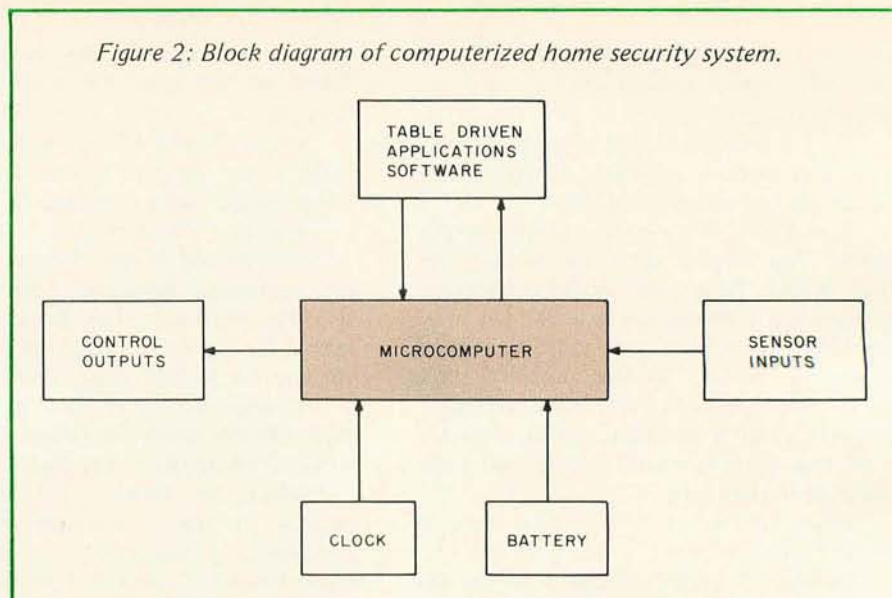 Figure 2: Block diagram of computerized home security system.
TABLE DRIVEN
APPLICATIONS
SOFTWARE
CONTROL
OUTPUTS
MICROCOMPUTER
SENSOR
INPUTS
CLOCK
BATTERY